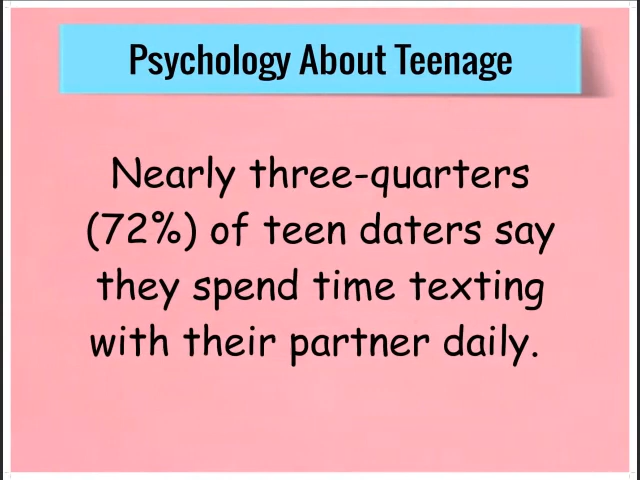 Psychology About Teenage
Nearly three-quarters
(72%) of teen daters say
they spend time texting
with their partner daily.